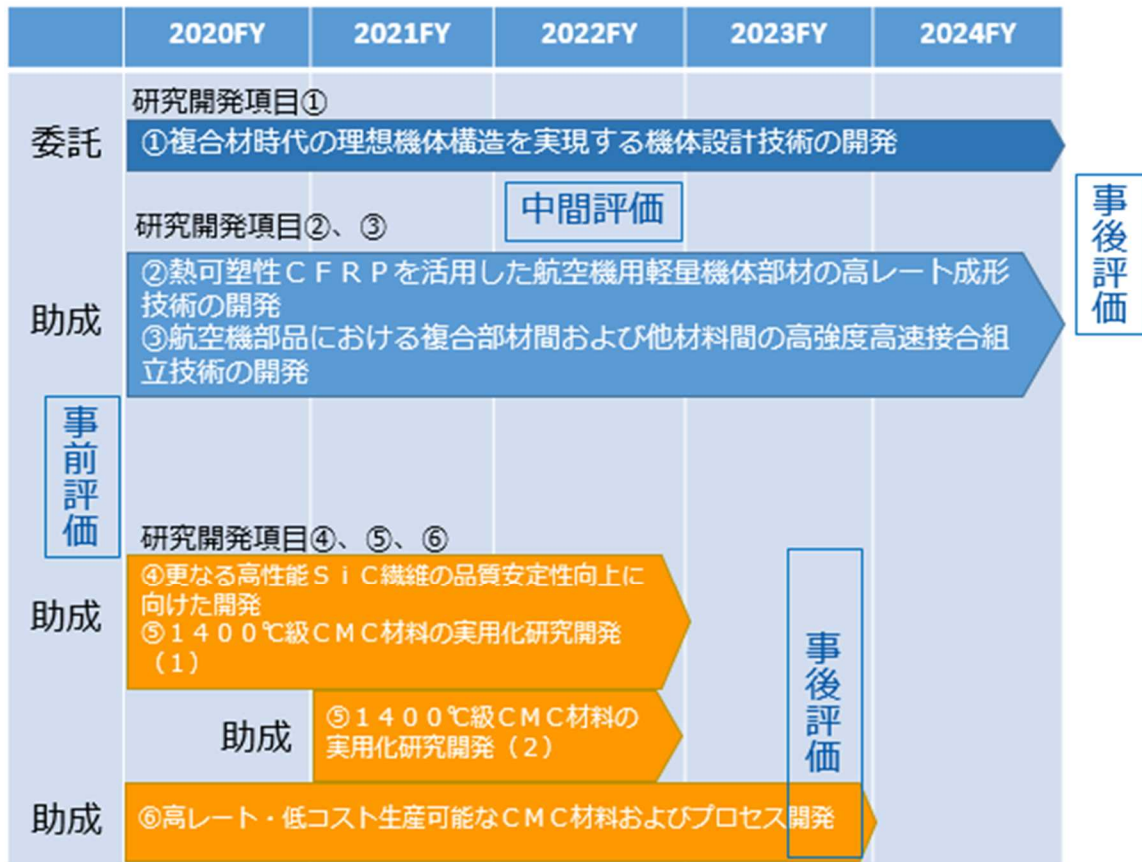 2020FY 2021FY 2022FY 2023FY 2024FY
研究開発項目①
委託
①複合材時代の理想機体構造を実現する機体設計技術の開発
中間評価
事後評価
研究開発項目②、③
助成
②熱可塑性ＣＦＲＰを活用した航空機用軽量機体部材の高レート成形
技術の開発
③航空機部品における複合部材間および他材料間の高強度高速接合組
立技術の開発
事前評価
研究開発項目④、⑤、⑥
助成
④更なる高性能ＳｉＣ繊維の品質安定性向上に
向けた開発
⑤１４００℃級ＣＭＣ材料の実用化研究開発
（１）
事後評価
助成
⑤１４００℃級ＣＭＣ材料の
実用化研究開発（２）
助成
⑥高レート・低コスト生産可能なＣＭＣ材料およびプロセス開発